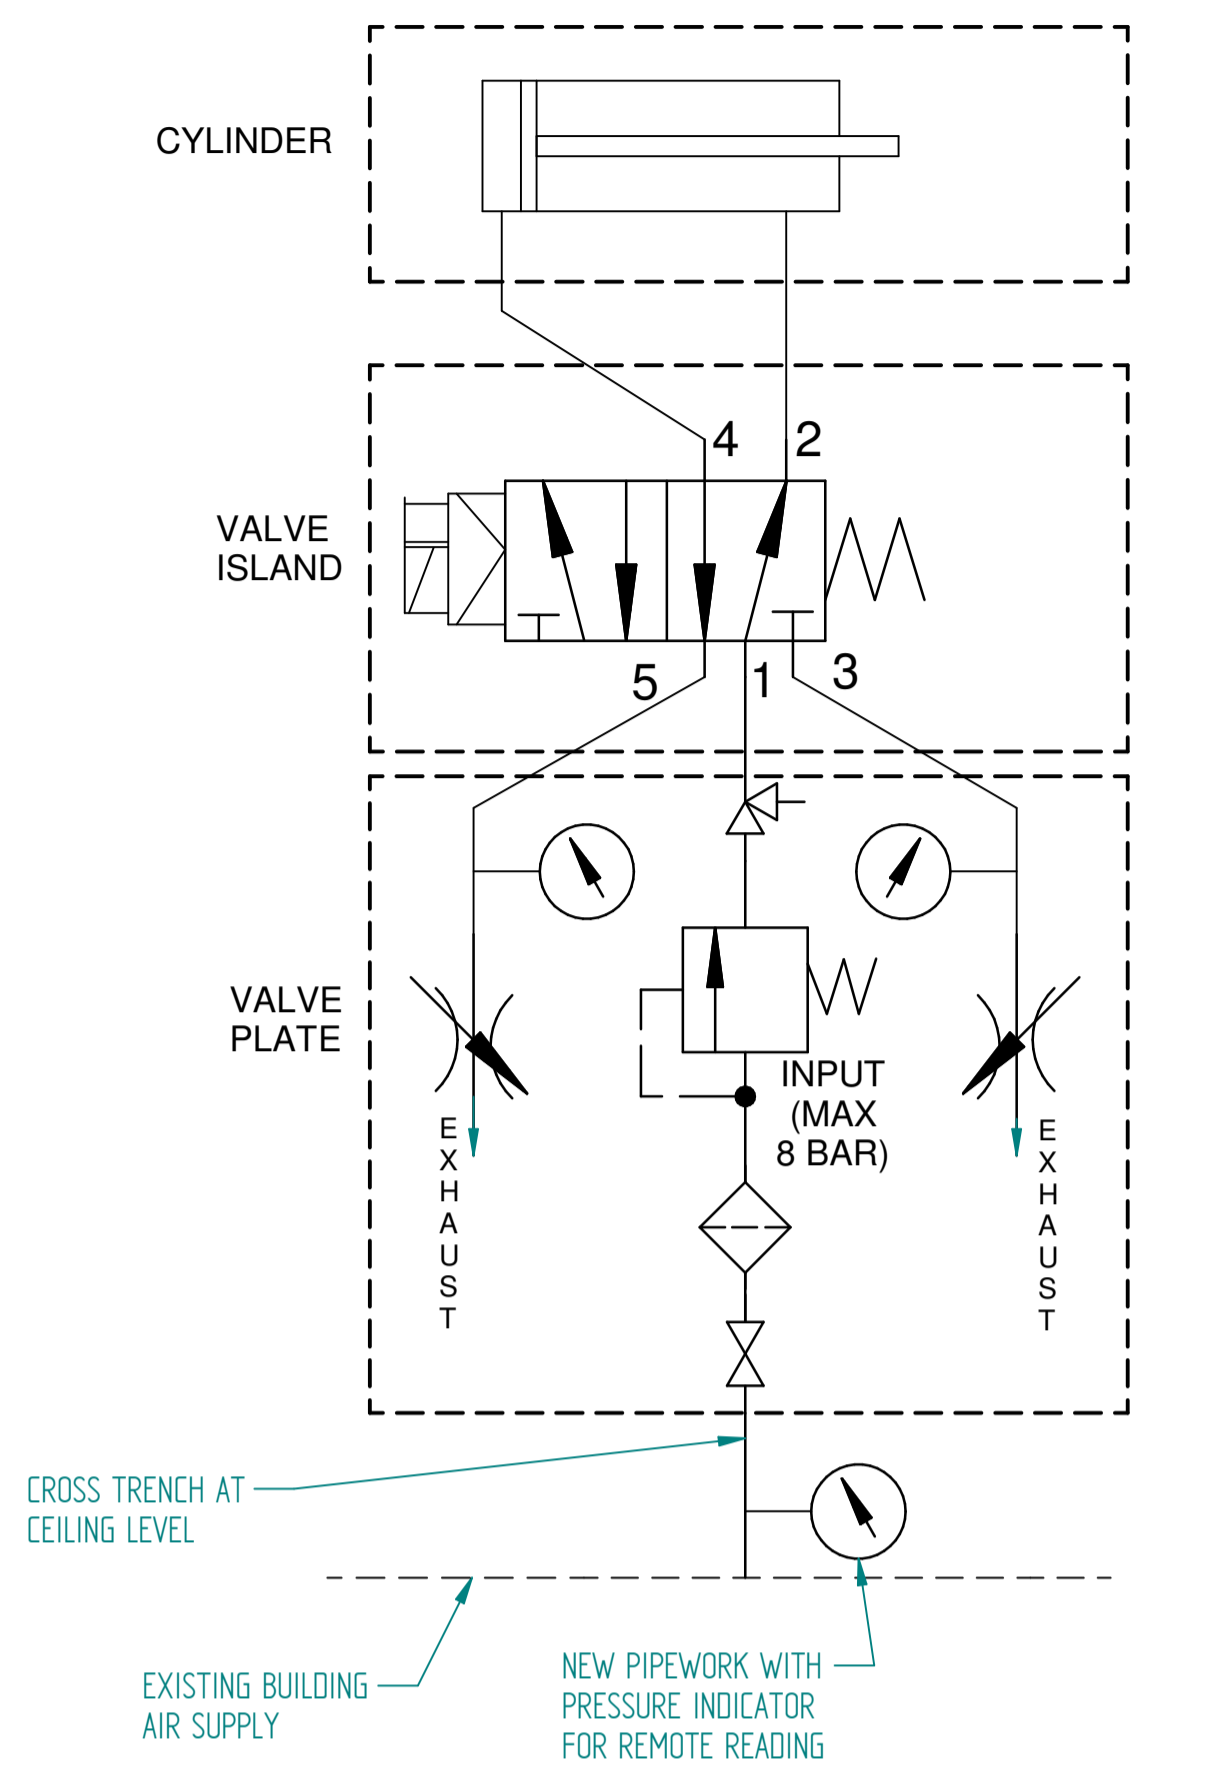 CYLINDER
4
2
VALVE
ISLAND
5
1
3
VALVE
PLATE
INPUT
(MAX
8 BAR)
E
X
H
A
U
S
T
E
X
H
A
U
S
T
CROSS TRENCH AT
CEILING LEVEL
NEW PIPEWORK WITH
PRESSURE INDICATOR
FOR REMOTE READING
EXISTING BUILDING
AIR SUPPLY